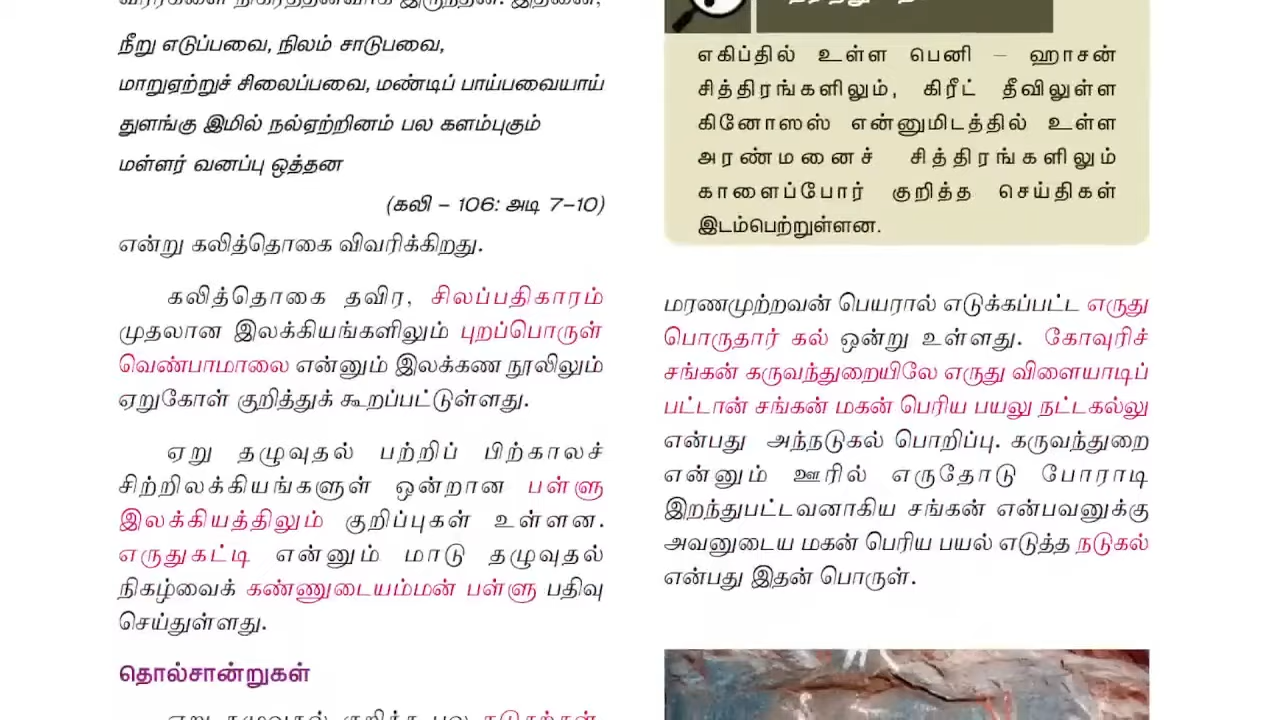 நீறு எடுப்பவை, நிலம் சாடுபவை,
மாறுஏற்றுச் சிலைப்பவை, மண்டிப் பாய்பவையாய்
துளங்கு இமில் நல்ஏற்றினம் பல களம்புகும்
மள்ளர் வனப்பு ஒத்தன
(கலி – 106: அடி 7–10)
என்று கலித்தொகை விவரிக்கிறது.
கலித்தொகை தவிர, சிலப்பதிகாரம்
முதலான இலக்கியங்களிலும் புறப்பொருள்
வெண்பாமாலை என்னும் இலக்கண நூலிலும்
ஏறுகோள் குறித்துக் கூறப்பட்டுள்ளது.
ஏறு தழுவுதல் பற்றிப் பிற்காலச்
சிற்றிலக்கியங்களுள் ஒன்றான பள்ளு
இலக்கியத்திலும் குறிப்புகள் உள்ளன.
எருதுகட்டி என்னும் மாடு தழுவுதல்
நிகழ்வைக் கண்ணுடையம்மன் பள்ளு பதிவு
செய்துள்ளது.
தொல்சான்றுகள்
எகிப்தில் உள்ள பெனி – ஹாசன்
சித்திரங்களிலும், கிரீட் தீவிலுள்ள
கினோஸஸ் என்னுமிடத்தில் உள்ள
அரண்மனைச் சித்திரங்களிலும்
காளைப்போர் குறித்த செய்திகள்
இடம்பெற்றுள்ளன.
மரணமுற்றவன் பெயரால் எடுக்கப்பட்ட எருது
பொருதார் கல் ஒன்று உள்ளது. கோவுரிச்
சங்கன் கருவந்துறையிலே எருது விளையாடிப்
பட்டான் சங்கன் மகன் பெரிய பயலு நட்டகல்லு
என்பது அந்நடுகல் பொறிப்பு. கருவந்துறை
என்னும் ஊரில் எருதோடு போராடி
இறந்துபட்டவனாகிய சங்கன் என்பவனுக்கு
அவனுடைய மகன் பெரிய பயல் எடுத்த நடுகல்
என்பது இதன் பொருள்.